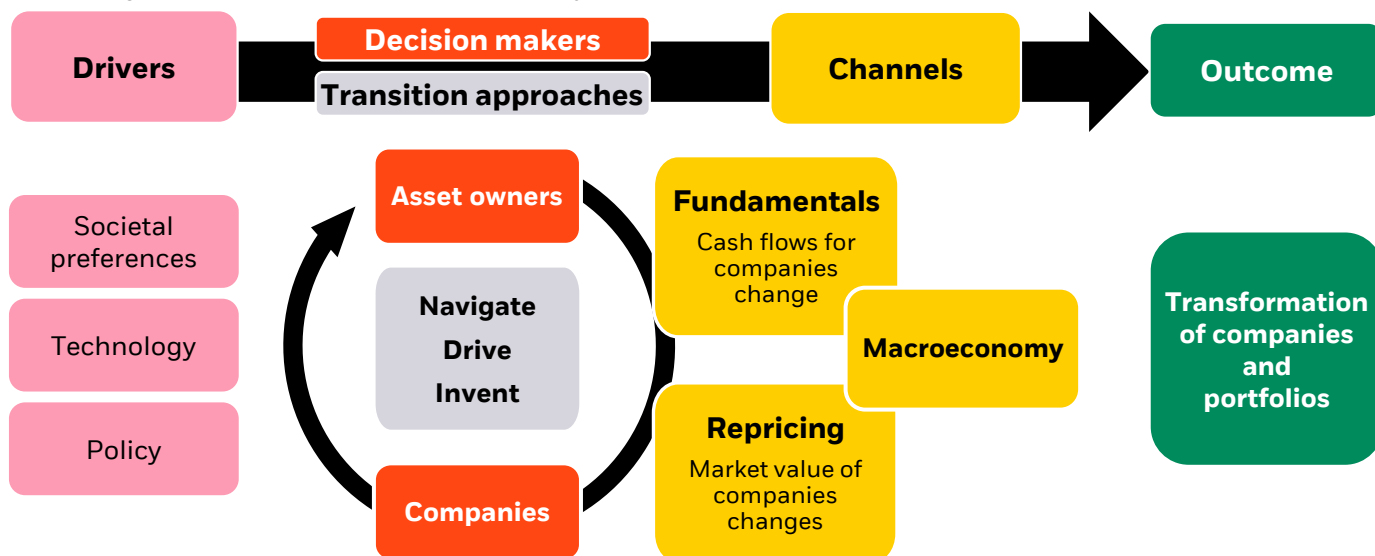 Drivers
Decision makers
Transition approaches
Channels
Outcome
Societal
preferences
Technology
Policy
Asset owners
Navigate
Drive
Invent
Companies
Fundamentals
Cash flows for
companies
change
Macroeconomy
Repricing
Market value of
companies
changes
Transformation
of companies
and
portfolios